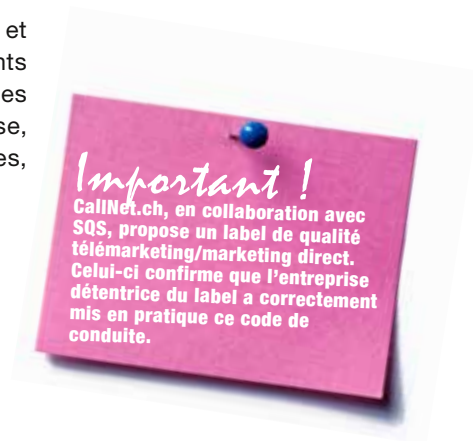 et
nts
es
se,
es,
Important !
CallNet.ch, en collaboration avec
SQS, propose un label de qualité
télémarketing/marketing direct.
Celui-ci confirme que l'entreprise
détentrice du label a correctement
mis en pratique ce code de
conduite.